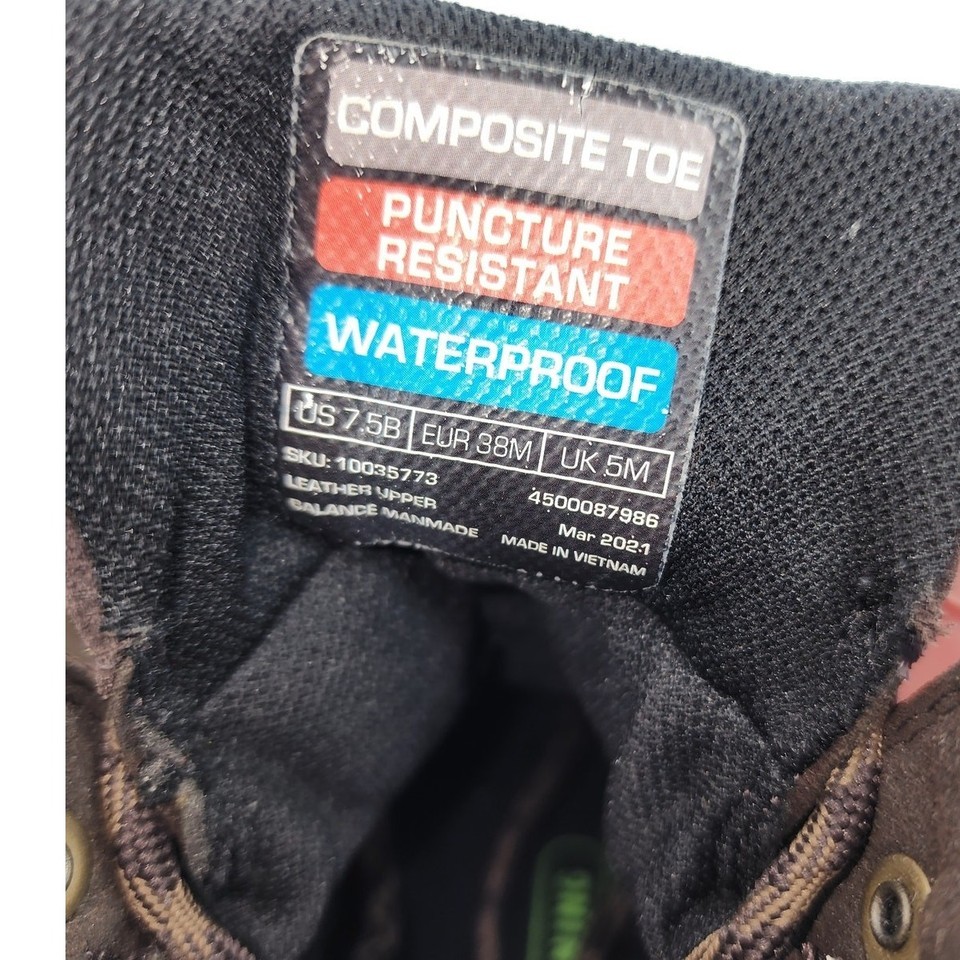 COMPOSITE TOE
PUNCTURE
RESISTANT
WATERPROOF
US 7.5B EUR 38M UK 5M
SKU: 10035773 4500087986
LEATHER UPPER Mar 2021
BALANCE MANMADE MADE IN VIETNAM